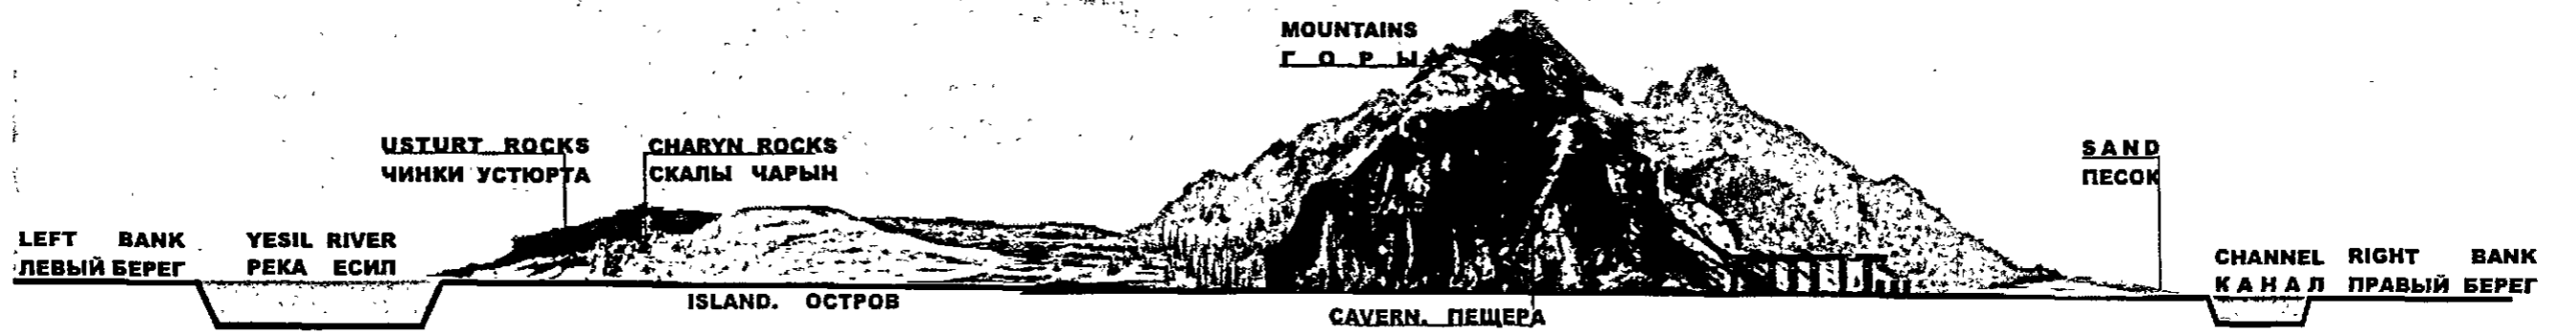 MOUNTAINS
ГОРЫ
USTURT ROCKS
ЧИНКИ УСТЮРТА
CHARYN ROCKS
СКАЛЫ ЧАРЫН
SAND
ПЕСОК
LEFT BANK
ЛЕВЫЙ БЕРЕГ
YESIL RIVER
РЕКА ЕСИЛ
CHANNEL
КАНАЛ
RIGHT BANK
ПРАВЫЙ БЕРЕГ
ISLAND. ОСТРОВ
CAVERN. ПЕЩЕРА